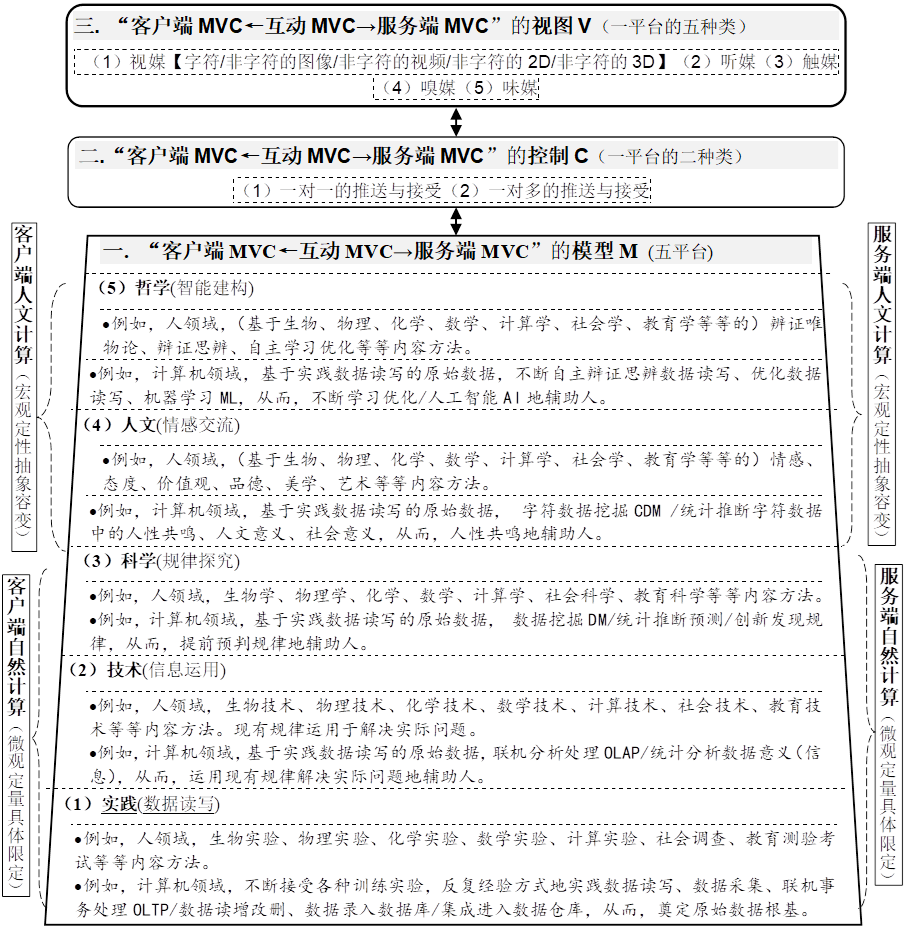 三. “客户端 MVC←互动 MVC→服务端 MVC”的视图 V（一平台的五种类）
（1）视媒【字符/非字符的图像/非字符的视频/非字符的 2D/非字符的 3D】（2）听媒（3）触媒
（4）嗅媒（5）味媒
二.“客户端 MVC←互动 MVC→服务端 MVC”的控制 C（一平台的二种类）
（1）一对一的推送与接受（2）一对多的推送与接受
一. “客户端 MVC←互动 MVC→服务端 MVC”的模型 M (五平台)
（5）哲学(智能建构)
●例如，人领域，（基于生物、物理、化学、数学、计算学、社会学、教育学等等的）辨证唯
物论、辩证思辨、自主学习优化等等内容方法。
●例如，计算机领域，基于实践数据读写的原始数据，不断自主辩证思辨数据读写、优化数据
读写、机器学习 ML，从而，不断学习优化/人工智能 AI 地辅助人。
（4）人文(情感交流)
●例如，人领域，（基于生物、物理、化学、数学、计算学、社会学、教育学等等的）情感、
态度、价值观、品德、美学、艺术等等内容方法。
●例如，计算机领域，基于实践数据读写的原始数据， 字符数据挖掘 CDM /统计推断字符数据
中的人性共鸣、人文意义、社会意义，从而，人性共鸣地辅助人。
（3）科学(规律探究)
●例如，人领域，生物学、物理学、化学、数学、计算学、社会科学、教育科学等等内容方法。
●例如，计算机领域，基于实践数据读写的原始数据， 数据挖掘 DM/统计推断预测/创新发现规
律，从而，提前预判规律地辅助人。
（2）技术(信息运用)
●例如，人领域，生物技术、物理技术、化学技术、数学技术、计算技术、社会技术、教育技
术等等内容方法。现有规律运用于解决实际问题。
●例如，计算机领域，基于实践数据读写的原始数据，联机分析处理 OLAP/统计分析数据意义（信
息），从而，运用现有规律解决实际问题地辅助人。
（1）实践(数据读写)
●例如，人领域，生物实验、物理实验、化学实验、数学实验、计算实验、社会调查、教育测验考
试等等内容方法。
●例如，计算机领域，不断接受各种训练实验，反复经验方式地实践数据读写、数据采集、联机事
务处理 OLTP/数据读增改删、数据录入数据库/集成进入数据仓库，从而，奠定原始数据根基。
客户端人文计算（宏观定性抽象容变）
客户端自然计算（微观定量具体限定）
服务端人文计算（宏观定性抽象容变）
服务端自然计算（微观定量具体限定）